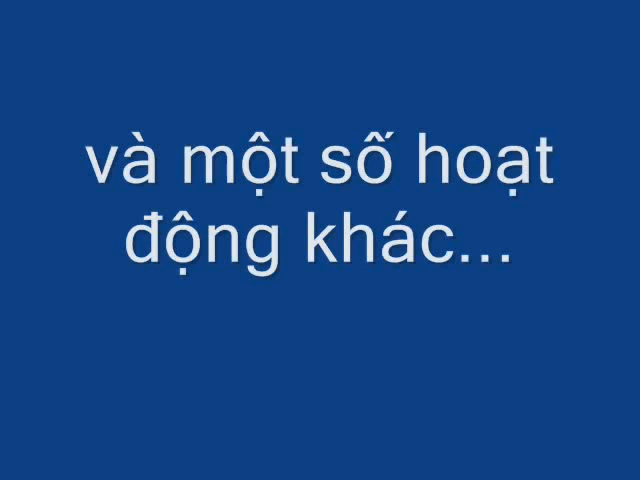 và một số hoạt
động khác...